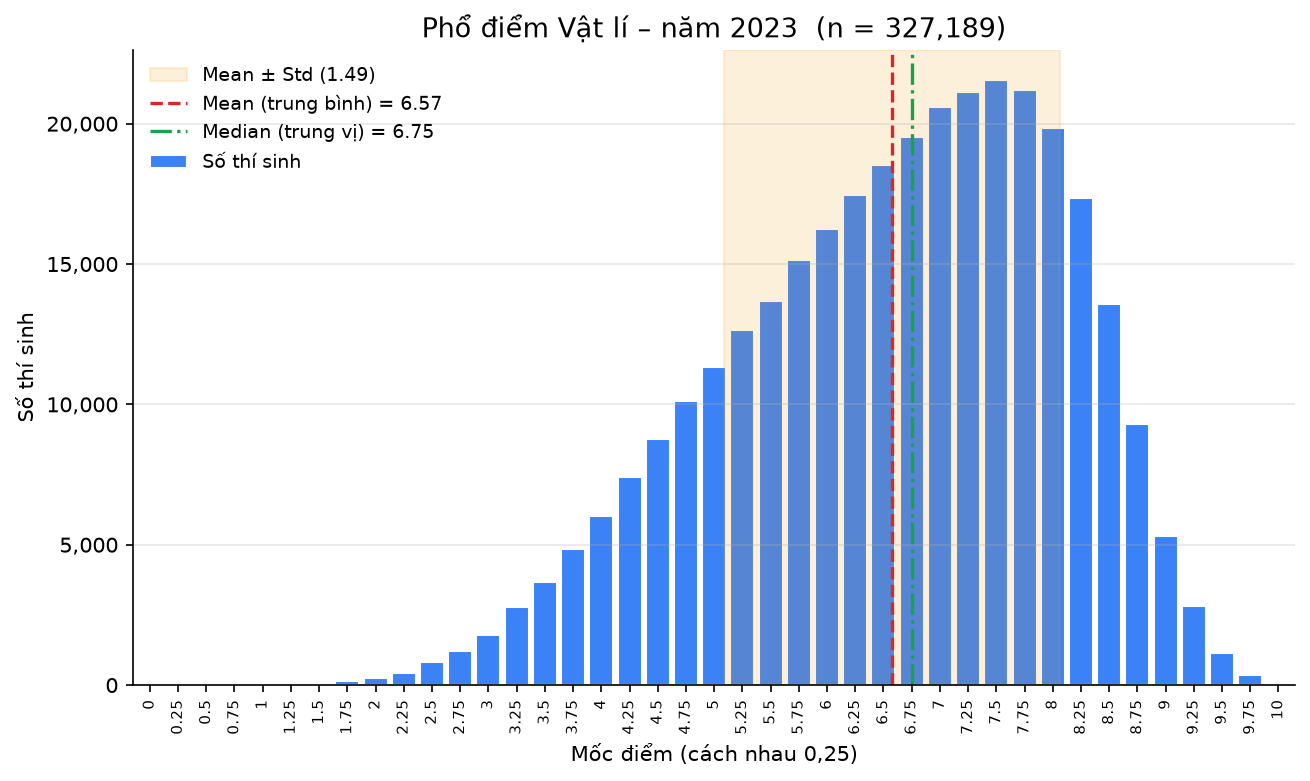 Phổ điểm Vật lí – năm 2023 (n = 327,189)
Mean ± Std (1.49)
Mean (trung bình) = 6.57
Median (trung vị) = 6.75
Số thí sinh
Số thí sinh
20,000
15,000
10,000
5,000
0
0 0.25 0.5 0.75 1 1.25 1.5 1.75 2 2.25 2.5 2.75 3 3.25 3.5 3.75 4 4.25 4.5 4.75 5 5.25 5.5 5.75 6 6.25 6.5 6.75 7 7.25 7.5 7.75 8 8.25 8.5 8.75 9 9.25 9.5 9.75 10
Mốc điểm (cách nhau 0,25)